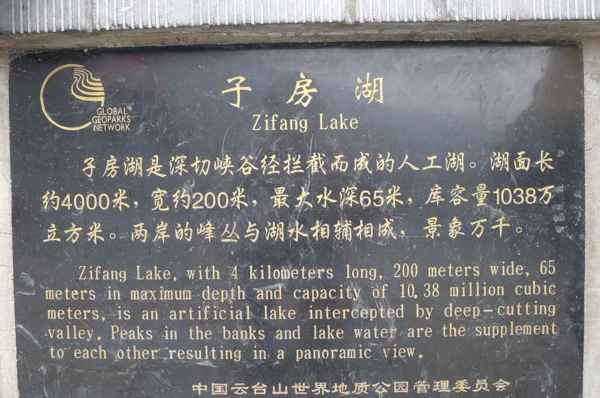 GLOBAL
GEOPARKS
NETWORK
子房湖
Zifang Lake
子房湖是深切峡谷经拦截而成的人工湖。湖面长
约4000米，宽约200米，最大水深65米，库容量1038万
立方米。两岸的峰丛与湖水相辅相成，景象万千。
Zifang Lake, with 4 kilometers long, 200 meters wide, 65
meters in maximum depth and capacity of 10.38 million cubic
meters, is an artificial lake intercepted by deep-cutting
valley. Peaks in the banks and lake water are the supplement
to each other resulting in a panoramic view.
中国云台山世界地质公园管理委员会